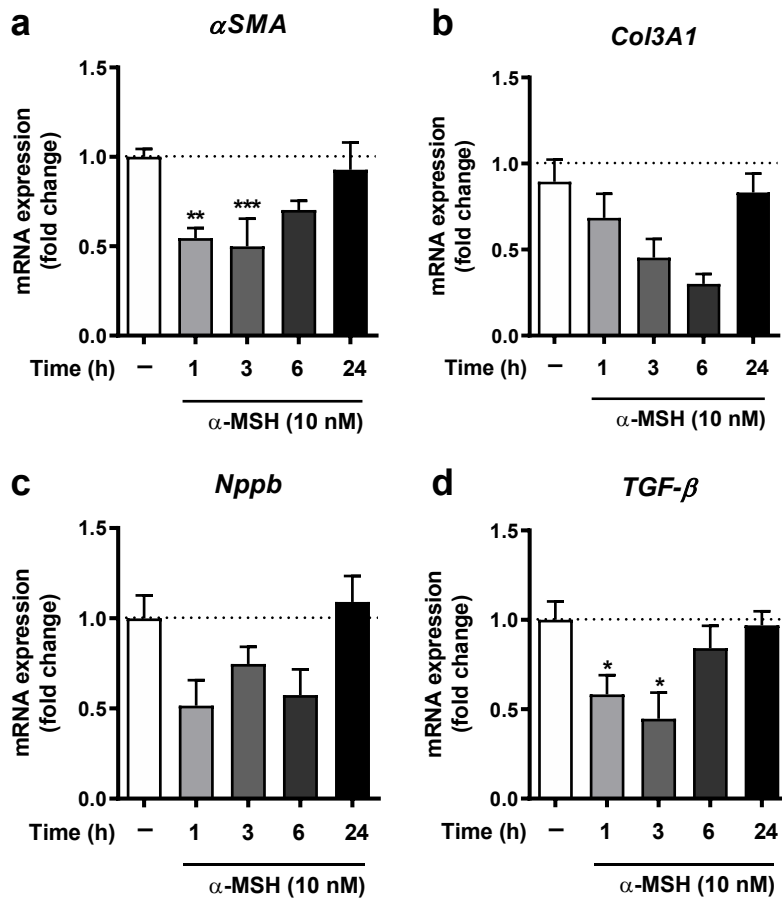 a
αSMA
mRNA expression
(fold change)
1.5
1.0
0.5
0.0
**
***
Time (h)
– 1 3 6 24
α-MSH (10 nM)
b
Col3A1
mRNA expression
(fold change)
1.5
1.0
0.5
0.0
Time (h)
– 1 3 6 24
α-MSH (10 nM)
c
Nppb
mRNA expression
(fold change)
1.5
1.0
0.5
0.0
Time (h)
– 1 3 6 24
α-MSH (10 nM)
d
TGF-β
mRNA expression
(fold change)
1.5
1.0
0.5
0.0
*
*
Time (h)
– 1 3 6 24
α-MSH (10 nM)